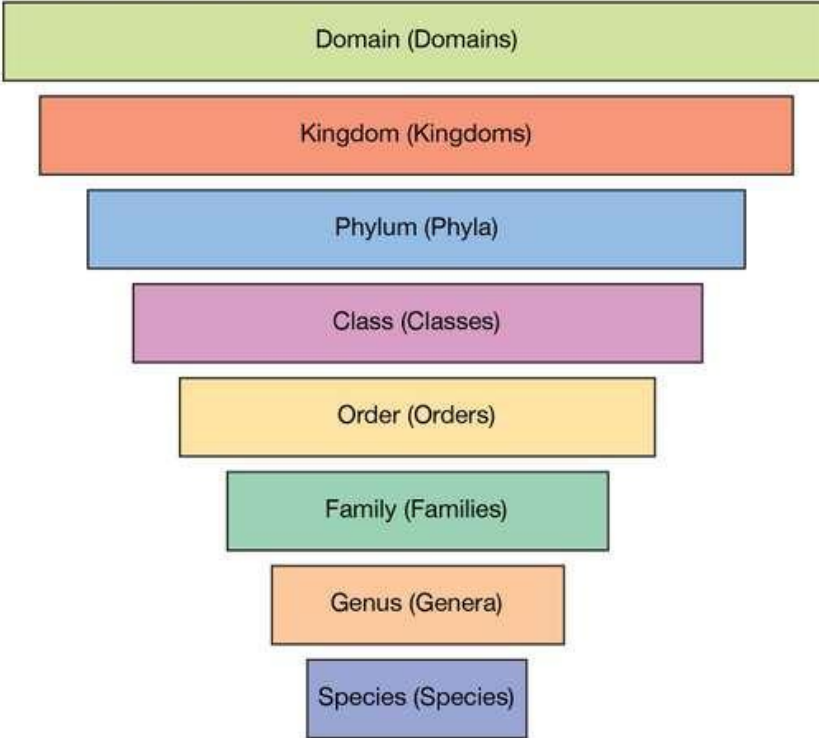 Domain (Domains)
Kingdom (Kingdoms)
Phylum (Phyla)
Class (Classes)
Order (Orders)
Family (Families)
Genus (Genera)
Species (Species)